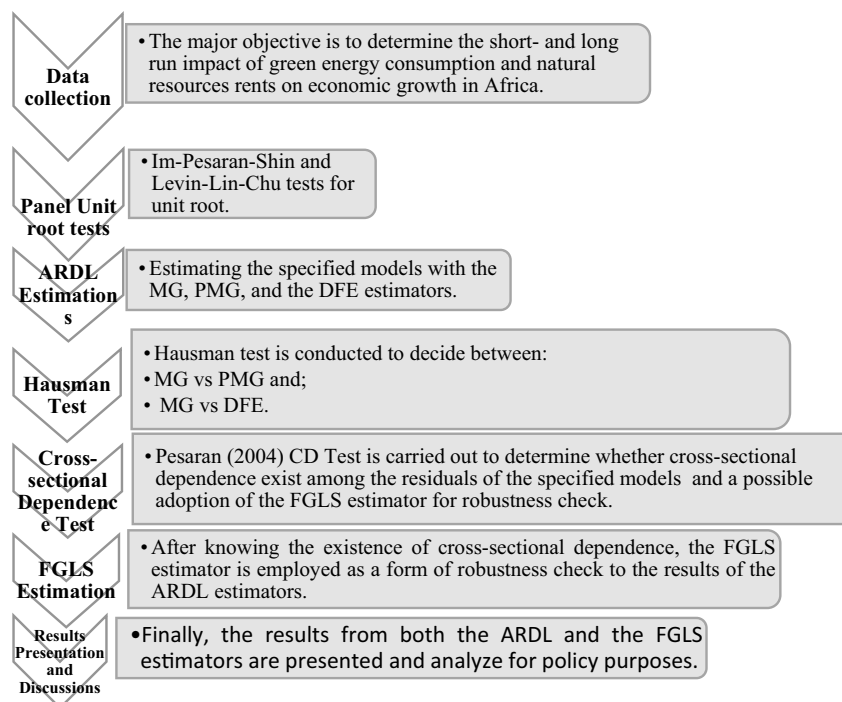 Data
collection
• The major objective is to determine the short- and long
run impact of green energy consumption and natural
resources rents on economic growth in Africa.
Panel Unit
root tests
• Im-Pesaran-Shin and
Levin-Lin-Chu tests for
unit root.
ARDL
Estimation
s
• Estimating the specified models with the
MG, PMG, and the DFE estimators.
Hausman
Test
• Hausman test is conducted to decide between:
• MG vs PMG and;
• MG vs DFE.
Cross-
sectional
Dependenc
e Test
• Pesaran (2004) CD Test is carried out to determine whether cross-sectional
dependence exist among the residuals of the specified models and a possible
adoption of the FGLS estimator for robustness check.
FGLS
Estimation
• After knowing the existence of cross-sectional dependence, the FGLS
estimator is employed as a form of robustness check to the results of the
ARDL estimators.
Results
Presentation
and
Discussions
• Finally, the results from both the ARDL and the FGLS
estimators are presented and analyze for policy purposes.